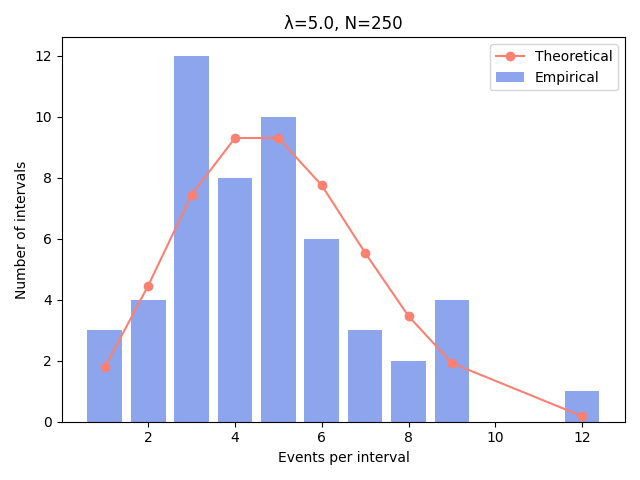 λ=5.0, N=250
Theoretical
Empirical
Number of intervals
12
10
8
6
4
2
0
2 4 6 8 10 12
Events per interval